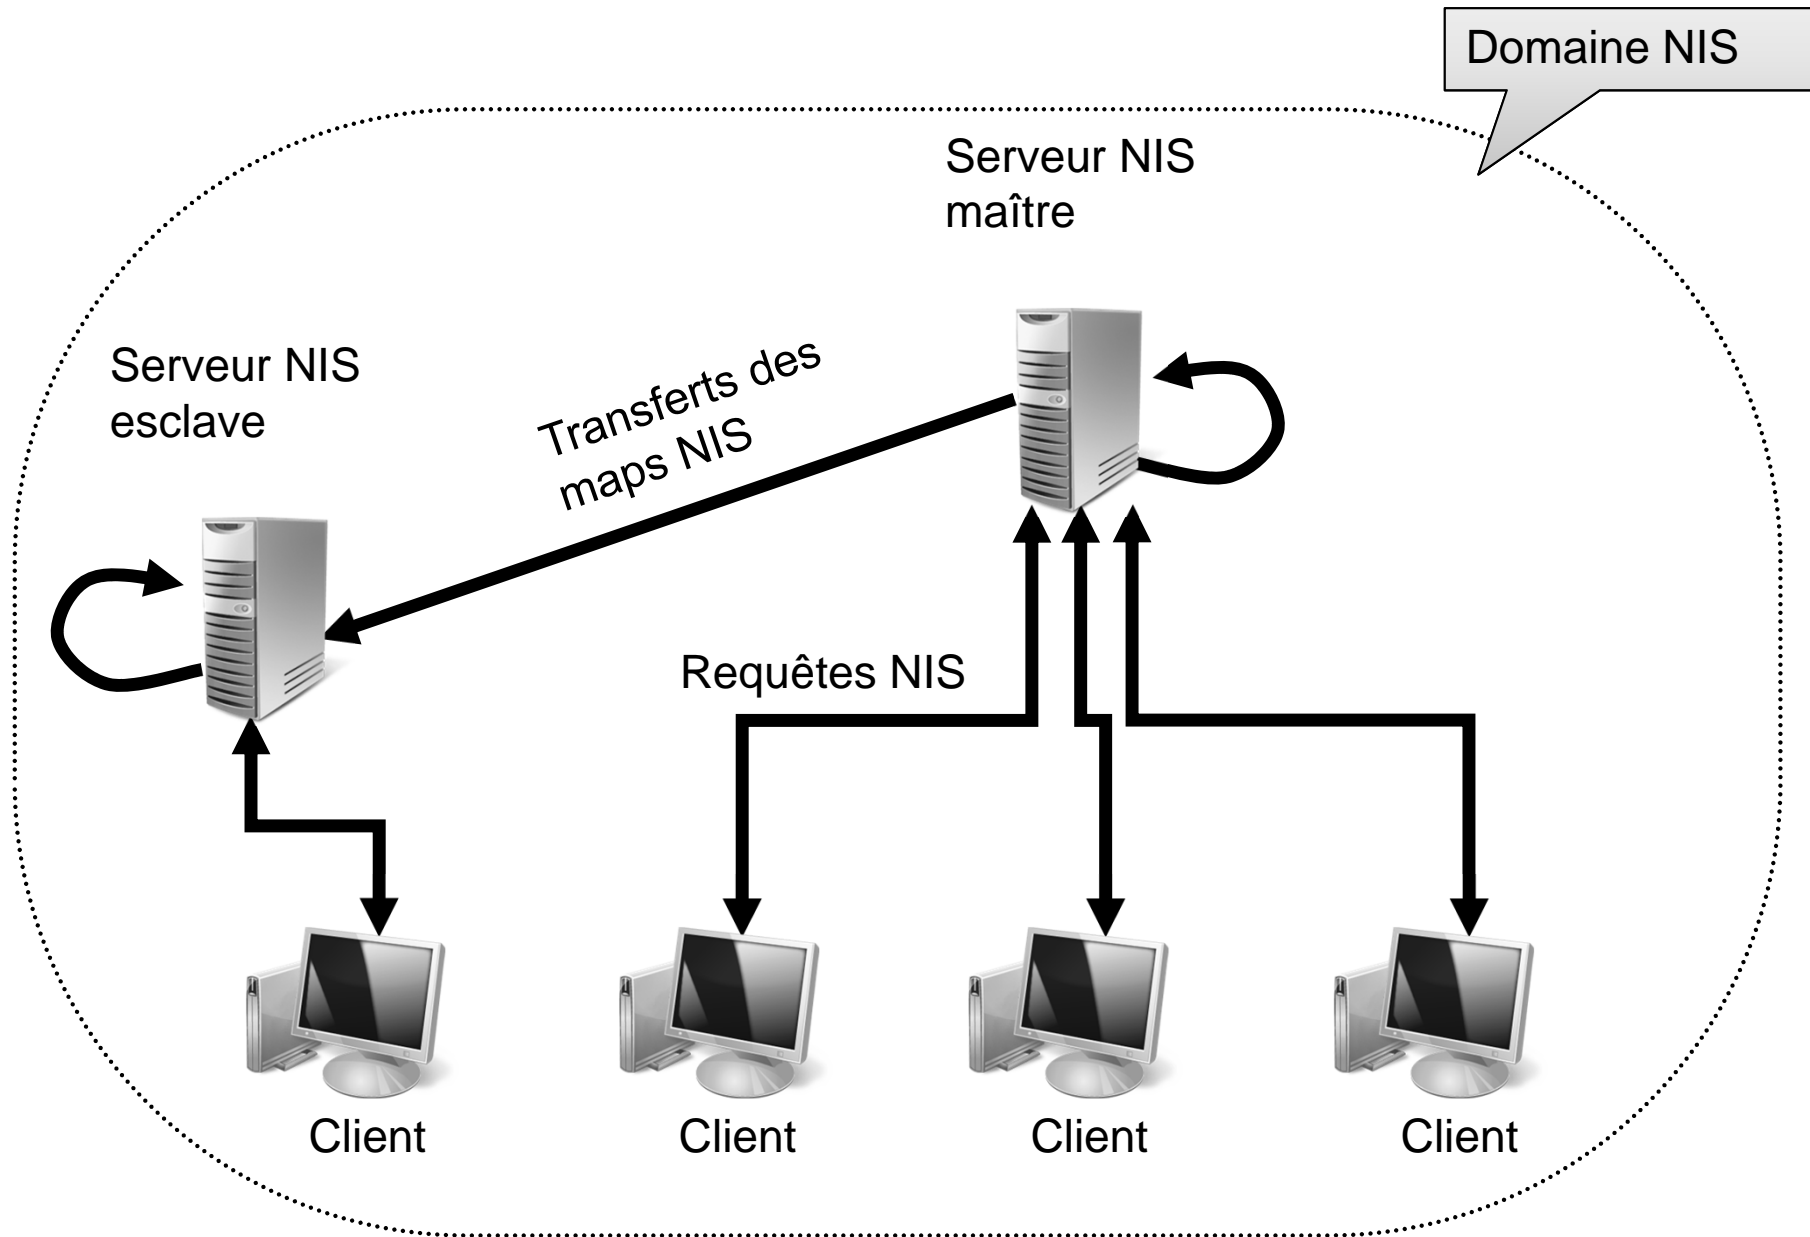 Domaine NIS
Serveur NIS
maître
Serveur NIS
esclave
Transferts des
maps NIS
Requêtes NIS
Client
Client
Client
Client